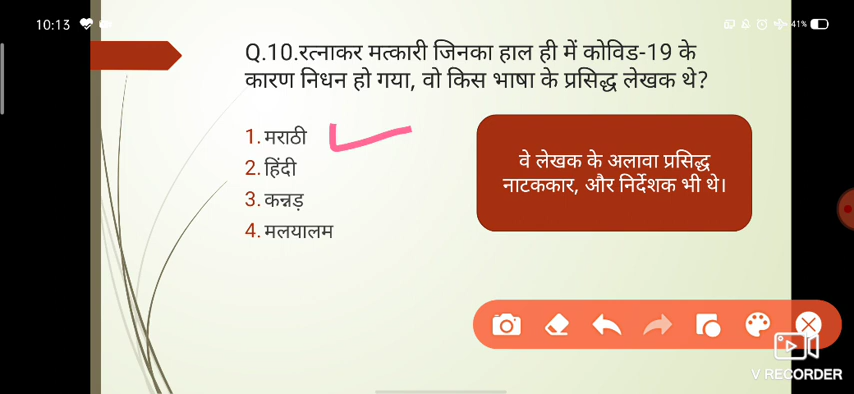 10:13
41%
Q.10.रत्नाकर मत्कारी जिनका हाल ही में कोविड-19 के
कारण निधन हो गया, वो किस भाषा के प्रसिद्ध लेखक थे?
1. मराठी
2. हिंदी
3. कन्नड़
4. मलयालम
वे लेखक के अलावा प्रसिद्ध
नाटककार, और निर्देशक भी थे।
V RECORDER